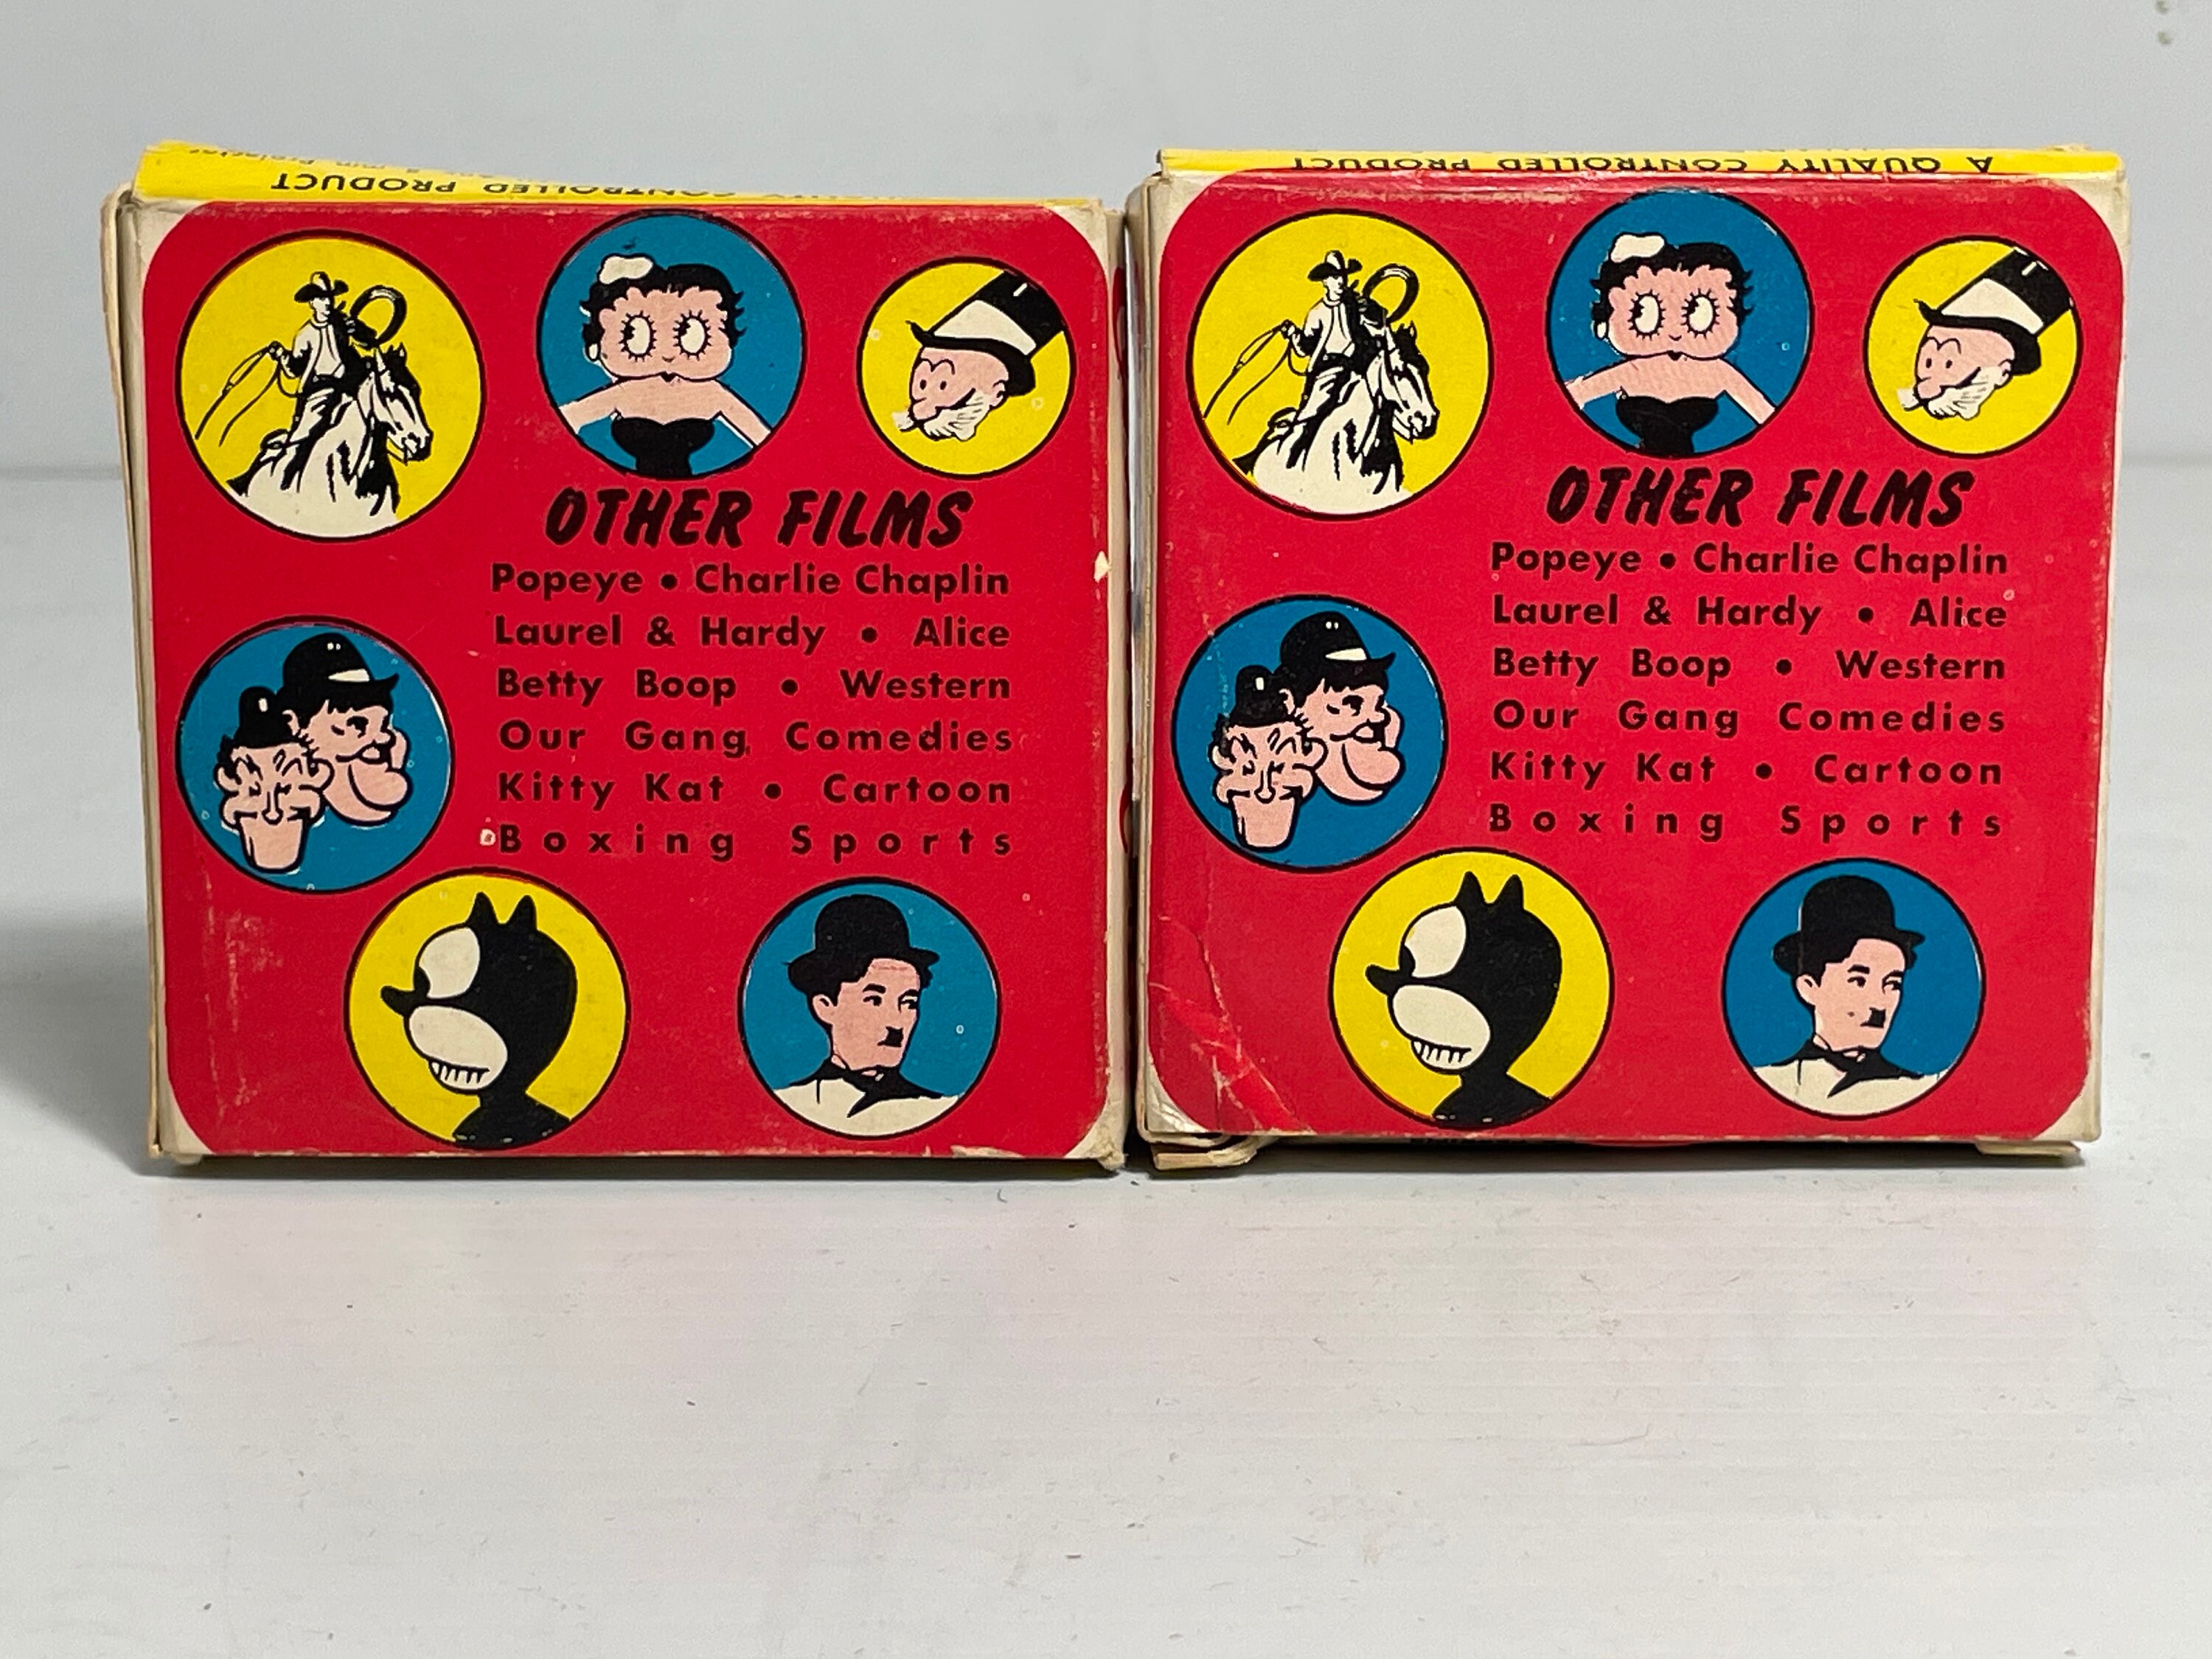 CONTROLLED PRODUCT
OTHER FILMS
Popeye • Charlie Chaplin
Laurel & Hardy • Alice
Betty Boop • Western
Our Gang Comedies
Kitty Kat • Cartoon
Boxing Sports
A QUALITY CONTROLLED PRODUCT
OTHER FILMS
Popeye • Charlie Chaplin
Laurel & Hardy • Alice
Betty Boop • Western
Our Gang Comedies
Kitty Kat • Cartoon
Boxing Sports